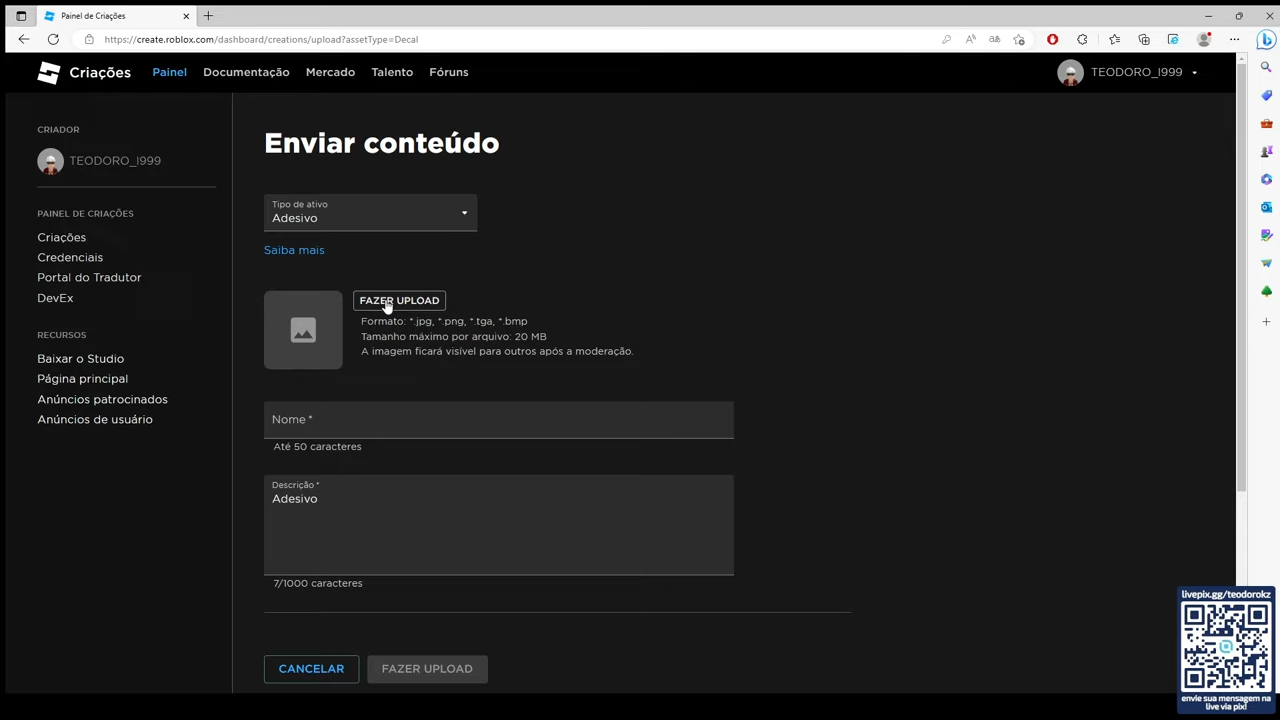 Painel de Criações
https://create.roblox.com/dashboard/creations/upload?assetType=Decal
Criações
Painel
Documentação
Mercado
Talento
Fóruns
TEODORO_I999
CRIADOR
TEODORO_I999
PAINEL DE CRIAÇÕES
Criações
Credenciais
Portal do Tradutor
DevEx
RECURSOS
Baixar o Studio
Página principal
Anúncios patrocinados
Anúncios de usuário
Enviar conteúdo
Tipo de ativo
Adesivo
Saiba mais
FAZER UPLOAD
Formato: *.jpg, *.png, *.tga, *.bmp
Tamanho máximo por arquivo: 20 MB
A imagem ficará visível para outros após a moderação.
Nome *
Até 50 caracteres
Descrição *
Adesivo
7/1000 caracteres
CANCELAR
FAZER UPLOAD
livepix.gg/teodorokz
envie sua mensagem na
live via pix!